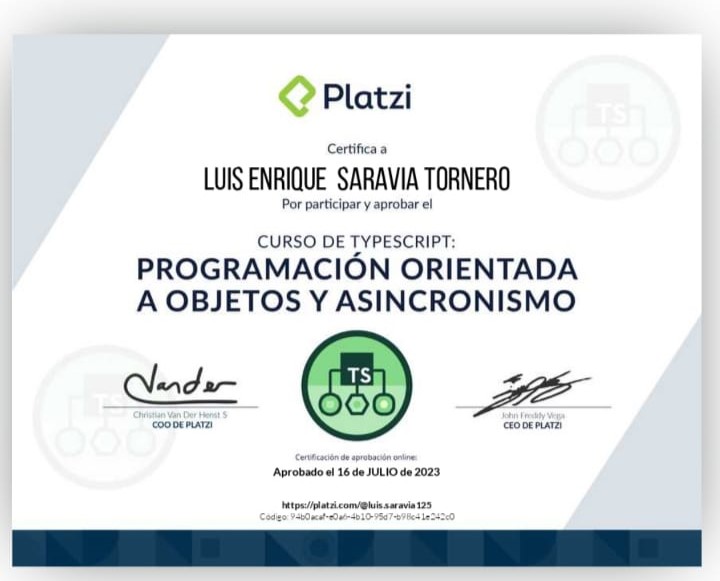 Platzi
TS
Certifica a
LUIS ENRIQUE SARAVIA TORNERO
Por participar y aprobar el
CURSO DE TYPESCRIPT:
PROGRAMACIÓN ORIENTADA
A OBJETOS Y ASINCRONISMO
TS
TS
Christian Van Der Henst S
COO DE PLATZI
John Freddy Vega
CEO DE PLATZI
Certificación de aprobación online:
Aprobado el 16 de JULIO de 2023
https://platzi.com/@luis.saravia125
Código: 94b0acaf-e0a6-4b10-95d7-b98c41e242c0